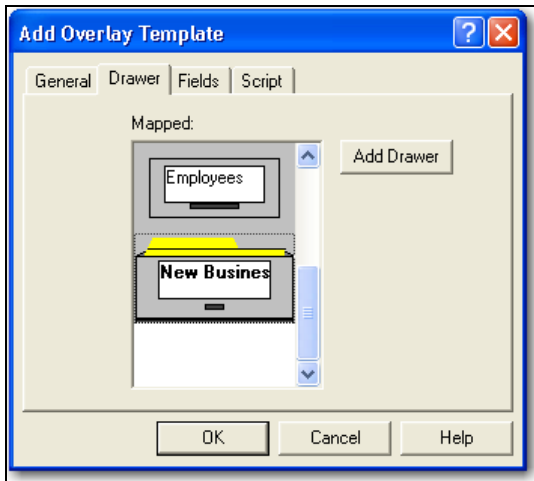 Add Overlay Template
General Drawer Fields Script
Mapped:
Add Drawer
Employees
New Busines
OK Cancel Help